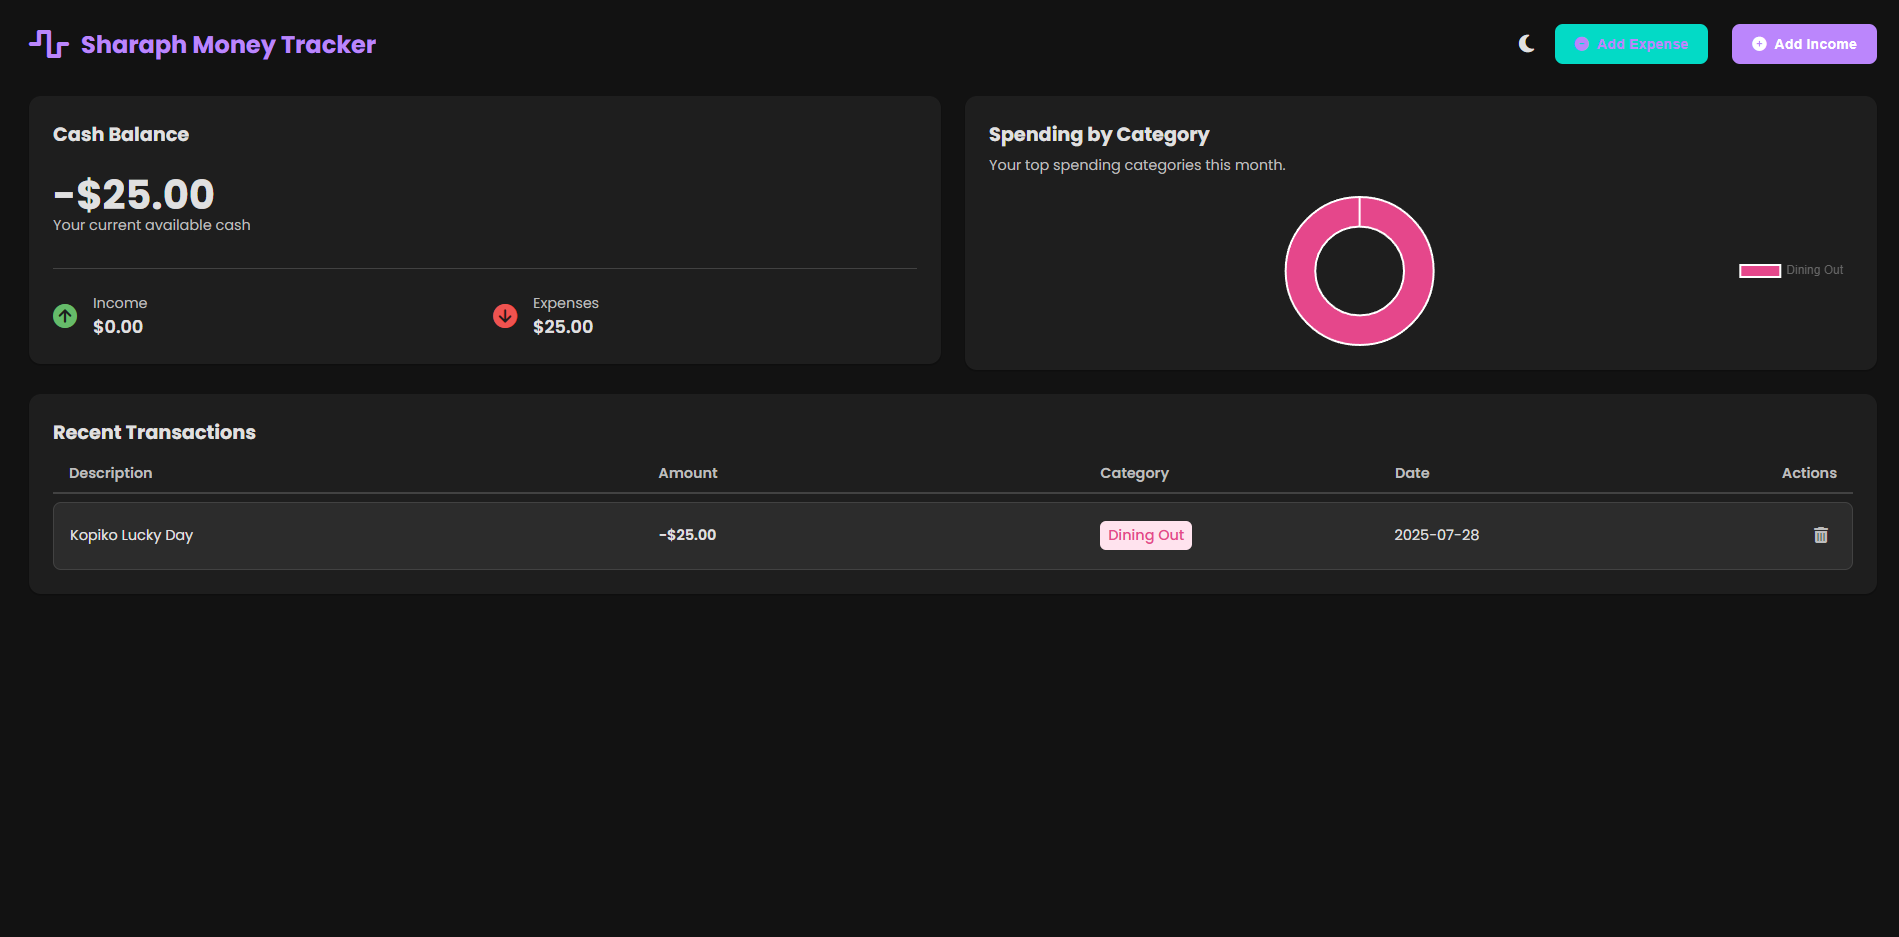 Sharaph Money Tracker
Add Expense
Add Income
Cash Balance
-$25.00
Your current available cash
Income
$0.00
Expenses
$25.00
Spending by Category
Your top spending categories this month.
Dining Out
Recent Transactions
Description Amount Category Date Actions
Kopiko Lucky Day -$25.00 Dining Out 2025-07-28